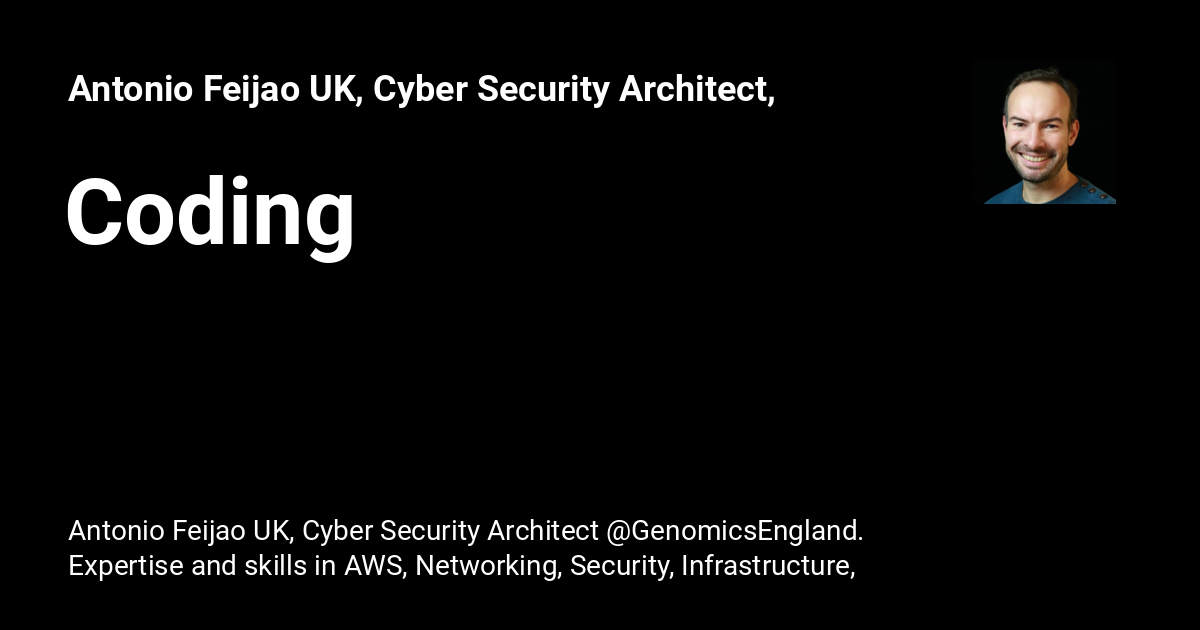 Antonio Feijao UK, Cyber Security Architect,
Coding
Antonio Feijao UK, Cyber Security Architect @GenomicsEngland.
Expertise and skills in AWS, Networking, Security, Infrastructure,